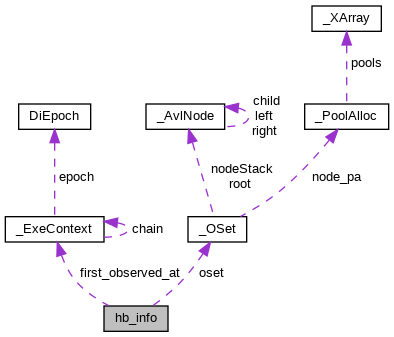 _XArray
pools
DiEpoch
_AvlNode
child
left
right
_PoolAlloc
epoch
nodeStack
root
node_pa
_ExeContext
chain
_OSet
first_observed_at
oset
hb_info